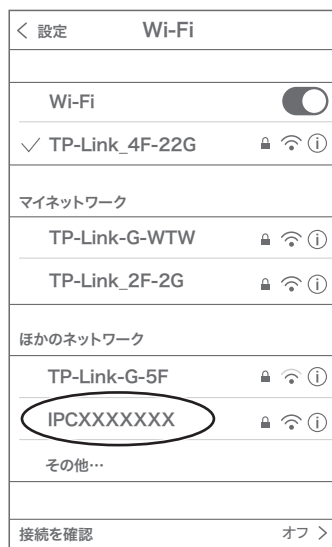 設定 Wi-Fi
Wi-Fi
TP-Link_4F-22G
マイネットワーク
TP-Link-G-WTW
TP-Link_2F-2G
ほかのネットワーク
TP-Link-G-5F
IPCXXXXXXX
その他…
接続を確認 オフ